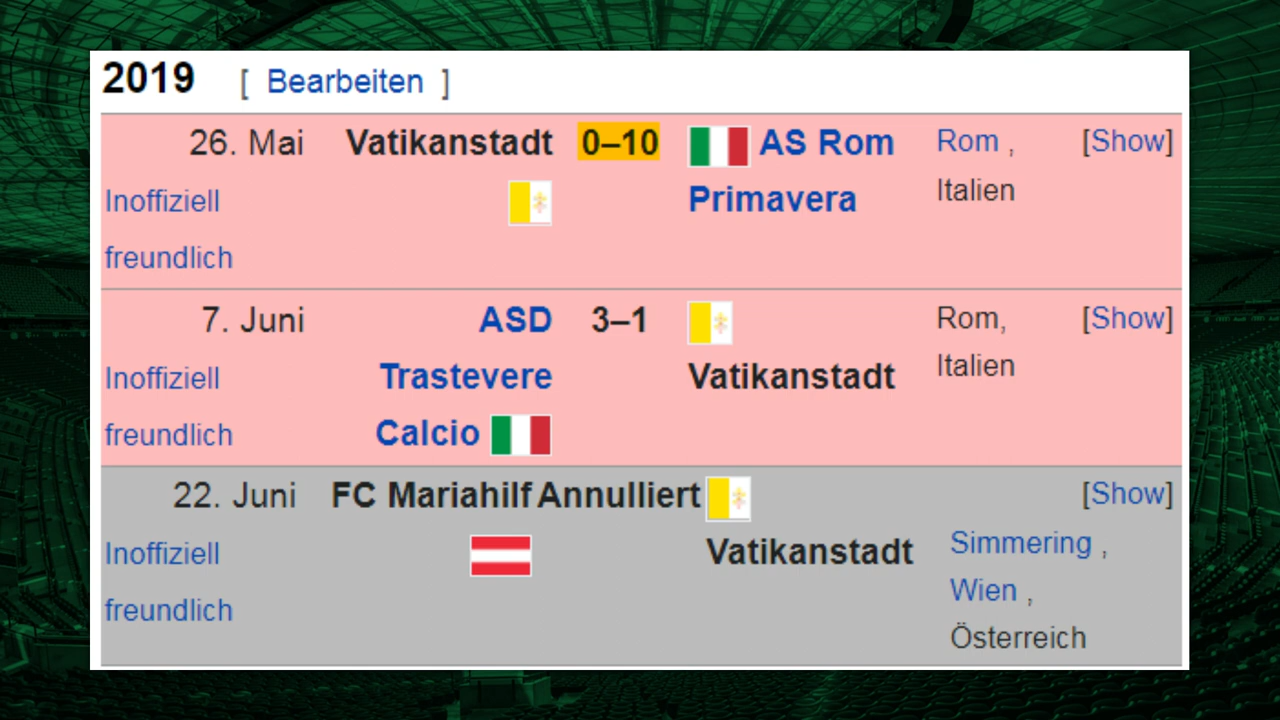 2019 [ Bearbeiten ]
26. Mai Vatikanstadt 0–10 AS Rom Rom , [Show]
Inoffiziell Primavera Italien
freundlich
7. Juni ASD 3–1 Rom, [Show]
Inoffiziell Trastevere Vatikanstadt Italien
freundlich Calcio
22. Juni FC Mariahilf Annulliert [Show]
Inoffiziell Vatikanstadt Simmering ,
freundlich Wien ,
Österreich